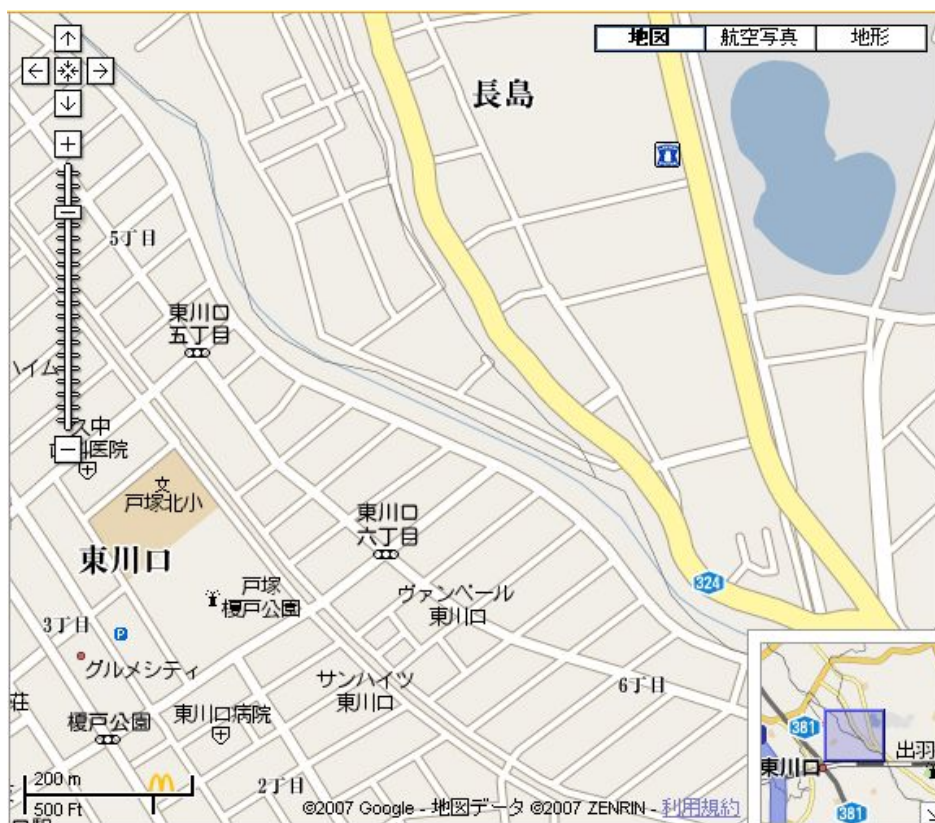 地図
航空写真
地形
長島
5丁目
東川口
五丁目
ハイム
久中
科医院
文
戸塚北小
東川口
六丁目
東川口
戸塚
榎戸公園
ヴァンベール
東川口
324
3丁目
P
グルメシティ
サンハイツ
東川口
6丁目
荘
榎戸公園
東川口病院
2丁目
381
出羽
東川口
381
200 m
500 Ft
©2007 Google - 地図データ ©2007 ZENRIN - 利用規約